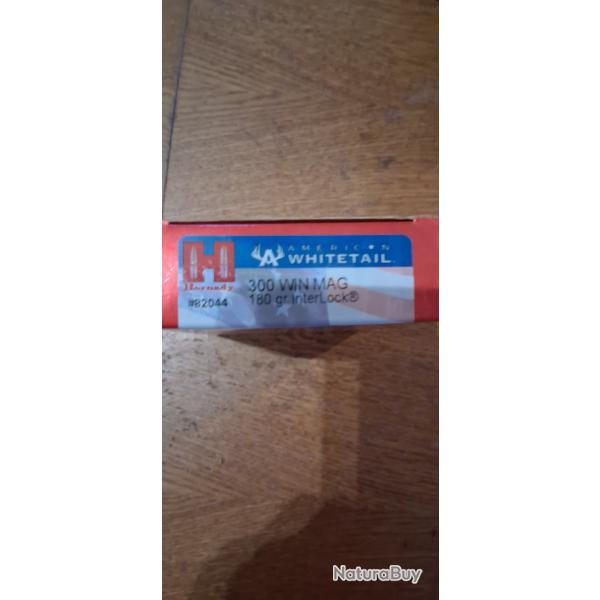 AMERICAN
WHITETAIL
Hornady
300 WIN MAG
#82044
180 gr InterLock®
NaturaBuy